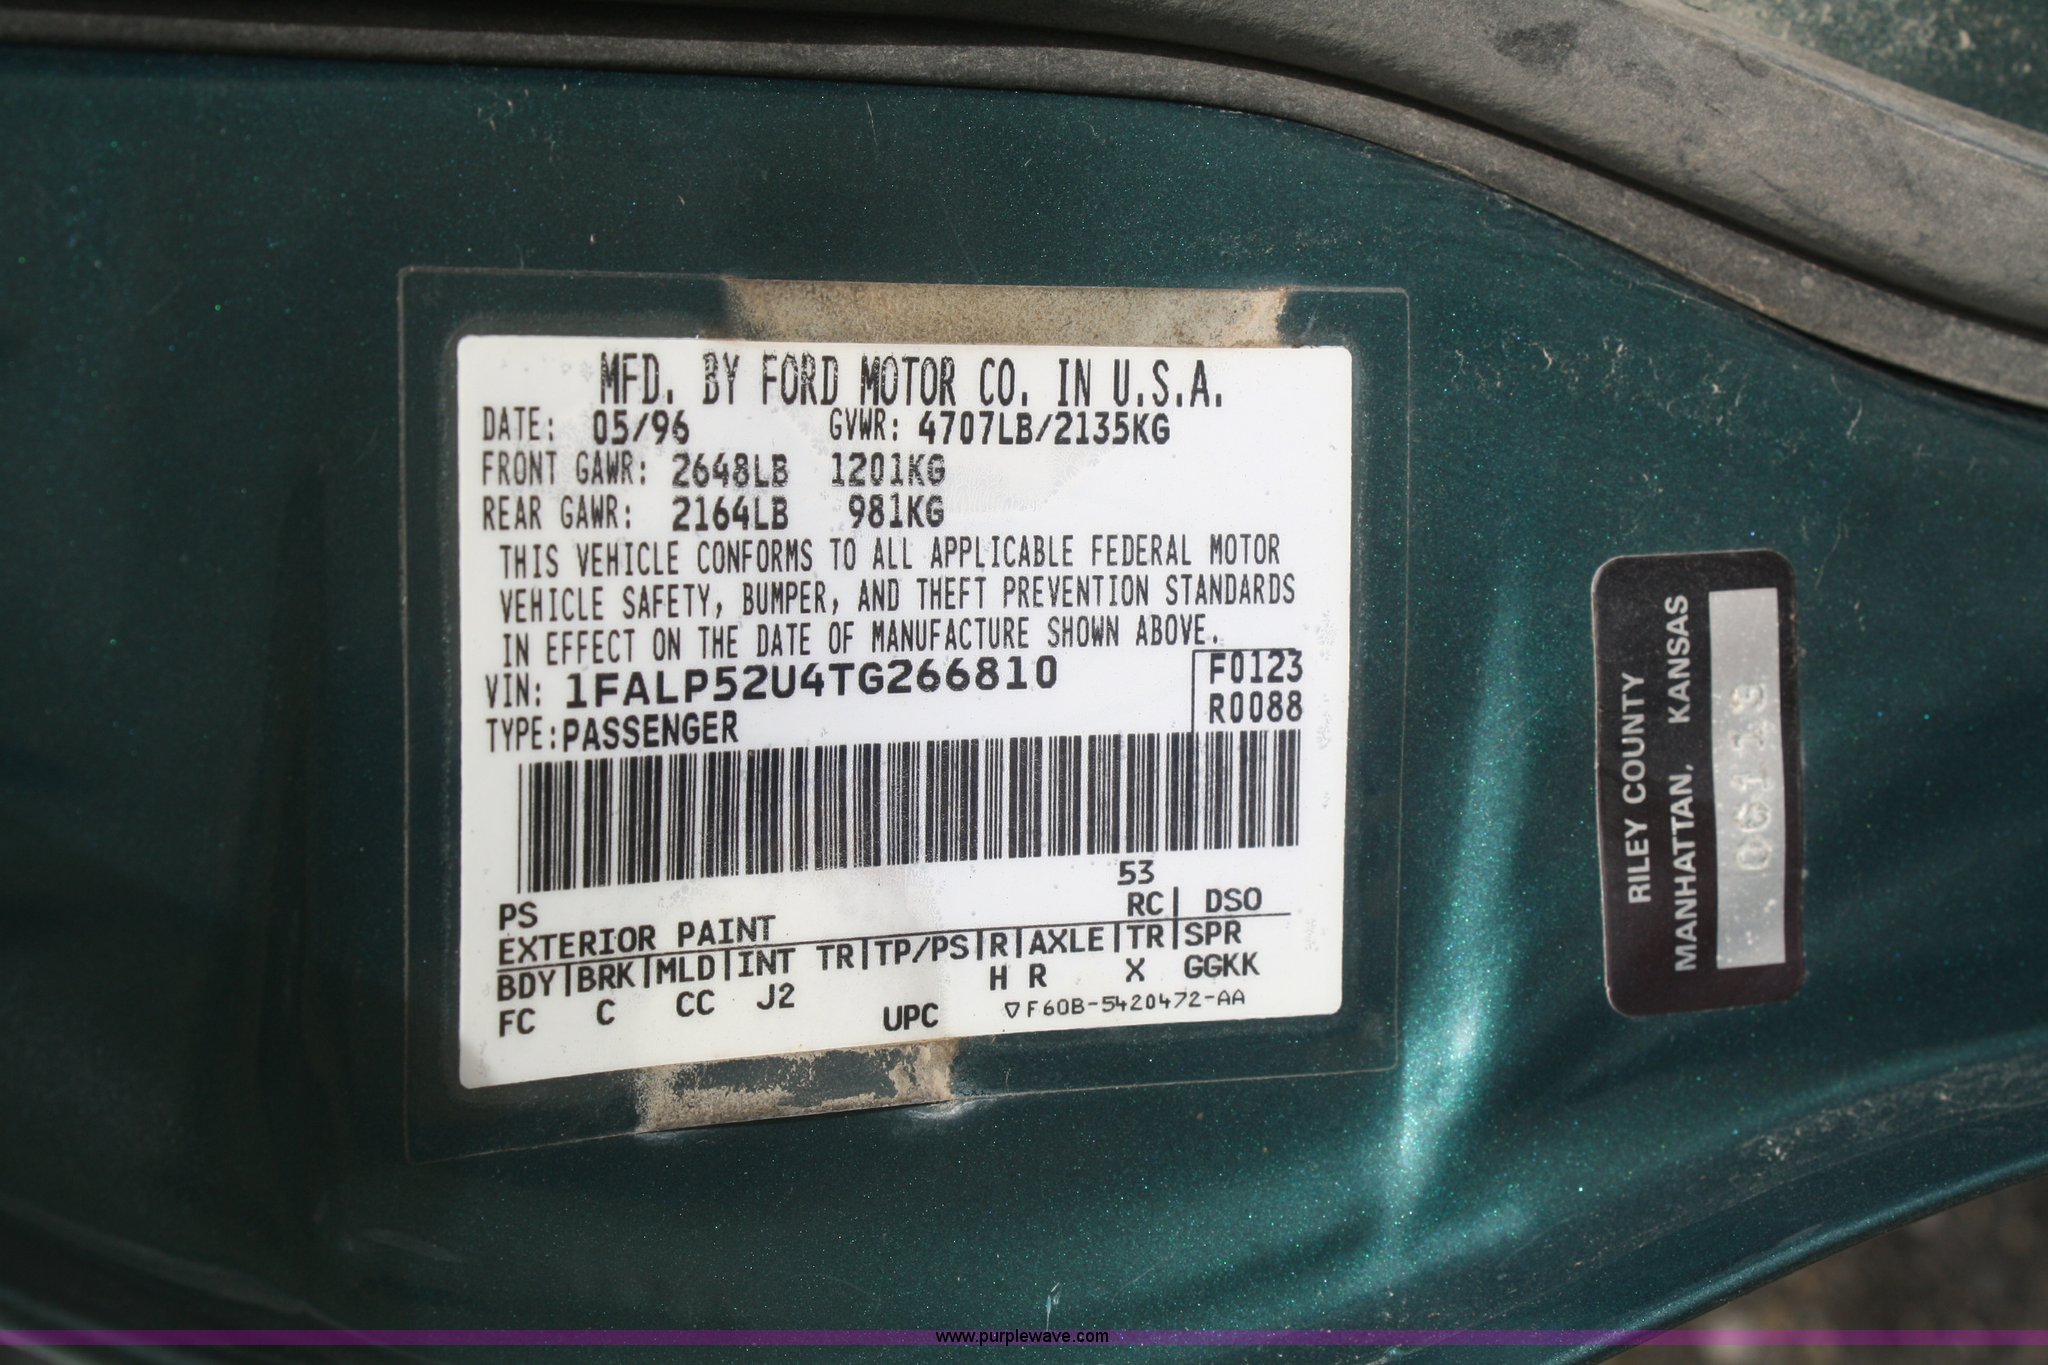 MFD. BY FORD MOTOR CO. IN U.S.A.
DATE: 05/96 GVWR: 4707LB/2135KG
FRONT GAWR: 2648LB 1201KG
REAR GAWR: 2164LB 981KG
THIS VEHICLE CONFORMS TO ALL APPLICABLE FEDERAL MOTOR
VEHICLE SAFETY, BUMPER, AND THEFT PREVENTION STANDARDS
IN EFFECT ON THE DATE OF MANUFACTURE SHOWN ABOVE.
VIN: 1FALP52U4TG266810 F0123
TYPE: PASSENGER R0088
53
PS RC| DSO
EXTERIOR PAINT
BDY|BRK|MLD|INT TR|TP/PS|R|AXLE|TR|SPR
FC C CC J2 H R X GGKK
UPC ▽F60B-5420472-AA
RILEY COUNTY
MANHATTAN, KANSAS
www.purplewave.com